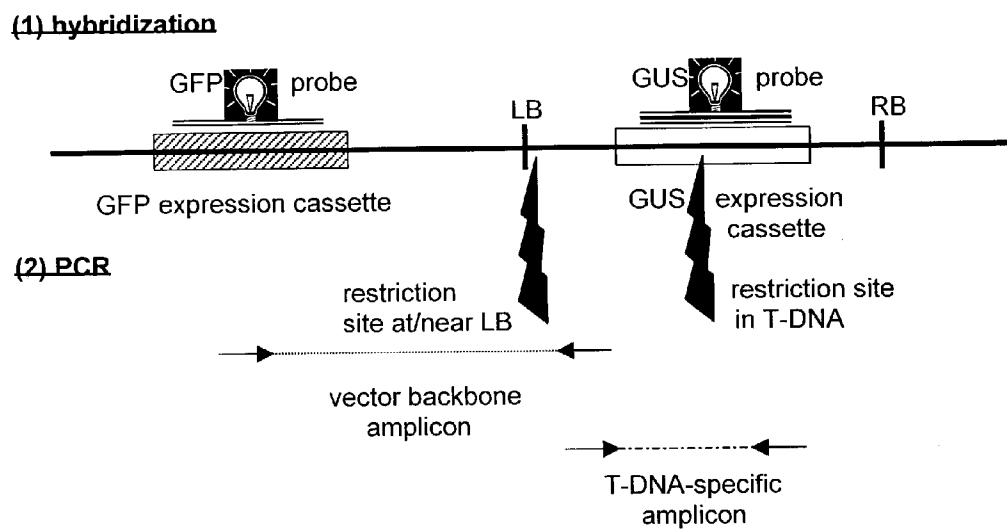 (1) hybridization
GFP probe
LB
GUS probe
RB
GFP expression cassette
GUS expression
cassette
(2) PCR
restriction
site at/near LB
restriction site
in T-DNA
vector backbone
amplicon
T-DNA-specific
amplicon